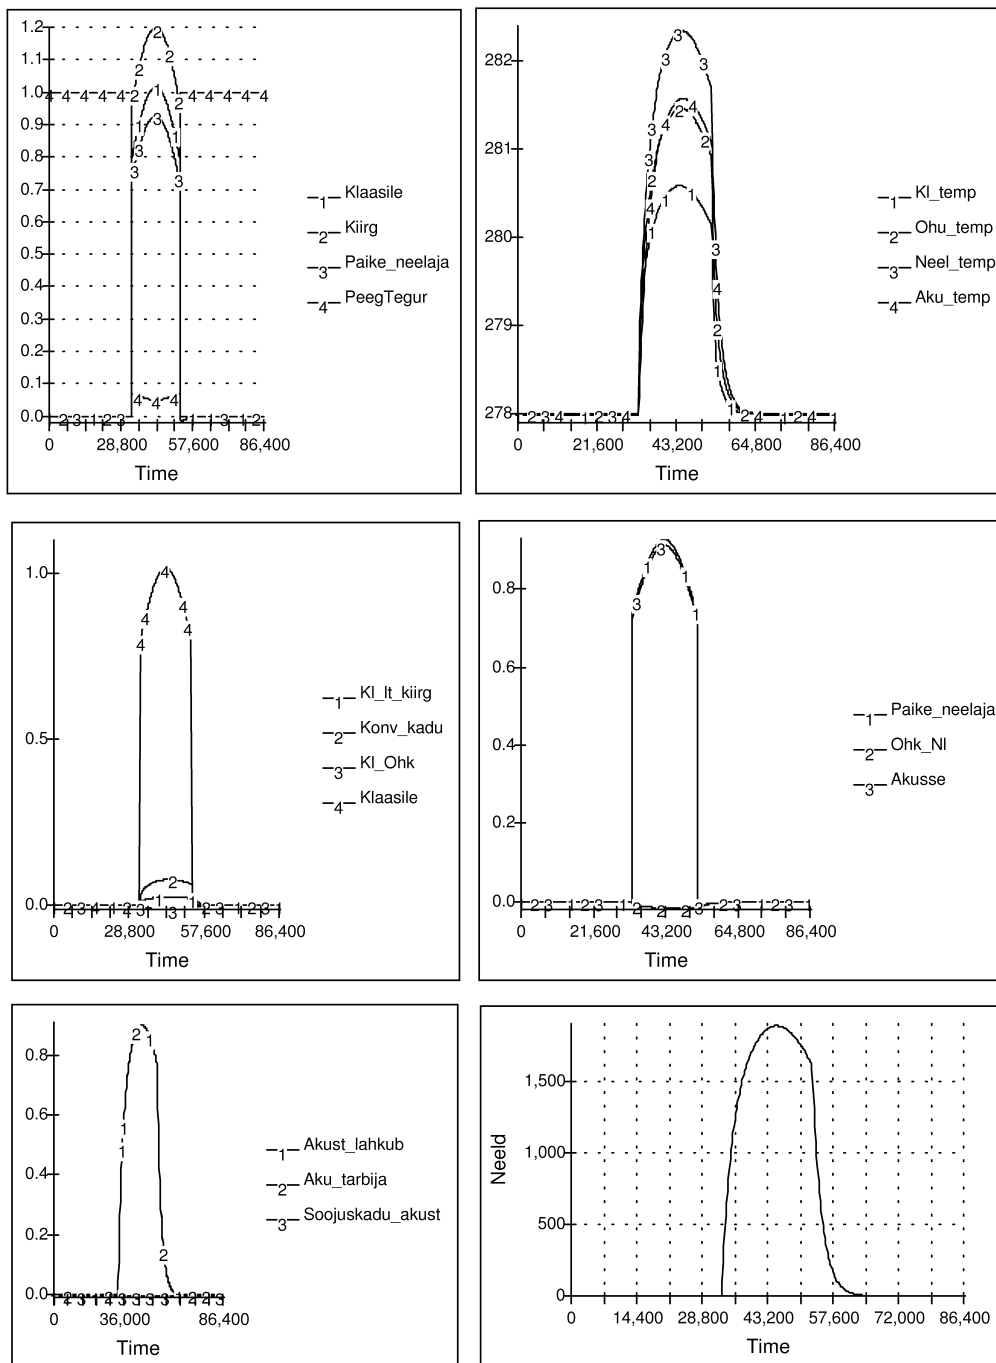 1.2
1.1
1.0
0.9
0.8
0.7
0.6
0.5
0.4
0.3
0.2
0.1
0.0
0 28,800 57,600 86,400
Time
1 Klaasile
2 Kiirg
3 Paike_neelaja
4 PeegTegur
282
281
280
279
278
0 21,600 43,200 64,800 86,400
Time
1 Kl_temp
2 Ohu_temp
3 Neel_temp
4 Aku_temp
1.0
0.5
0.0
0 28,800 57,600 86,400
Time
1 Kl_lt_kiirg
2 Konv_kadu
3 Kl_Ohk
4 Klaasile
0.8
0.6
0.4
0.2
0.0
0 21,600 43,200 64,800 86,400
Time
1 Paike_neelaja
2 Ohk_Nl
3 Akusse
0.8
0.6
0.4
0.2
0.0
0 36,000 86,400
Time
1 Akust_lahkub
2 Aku_tarbija
3 Soojuskadu_akust
Neeld
1,500
1,000
500
0
0 14,400 28,800 43,200 57,600 72,000 86,400
Time